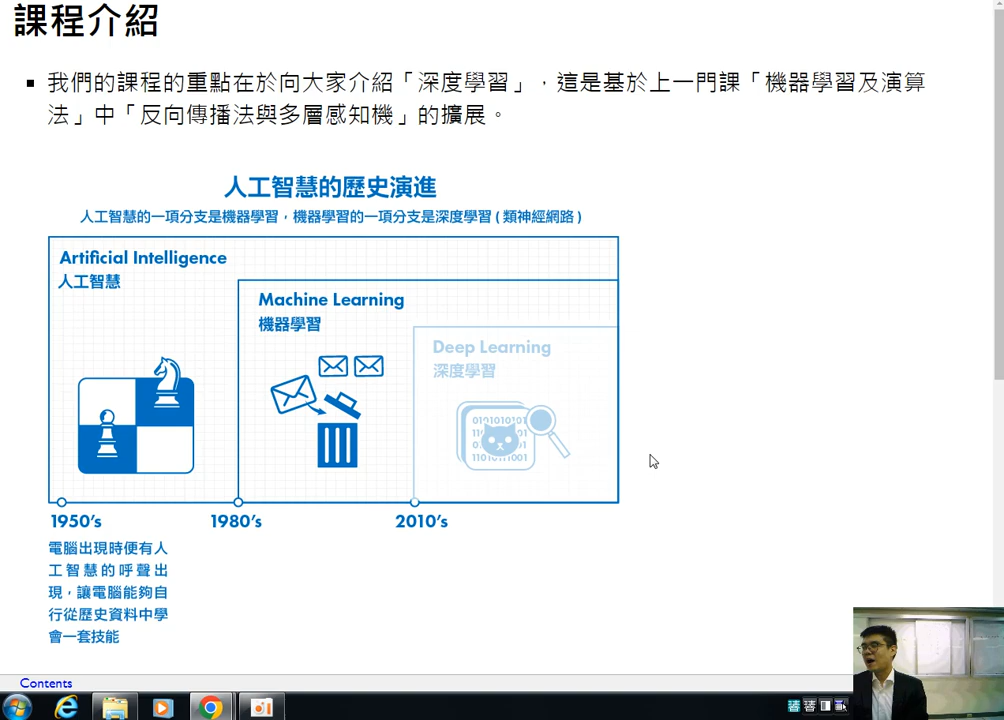 課程介紹
我們的課程的重點在於向大家介紹「深度學習」，這是基於上一門課「機器學習及演算
法」中「反向傳播法與多層感知機」的擴展。
人工智慧的歷史演進
人工智慧的一項分支是機器學習，機器學習的一項分支是深度學習 ( 類神經網路 )
Artificial Intelligence
人工智慧
Machine Learning
機器學習
Deep Learning
深度學習
1950's
1980's
2010's
電腦出現時便有人
工智慧的呼聲出
現，讓電腦能夠自
行從歷史資料中學
會一套技能
Contents